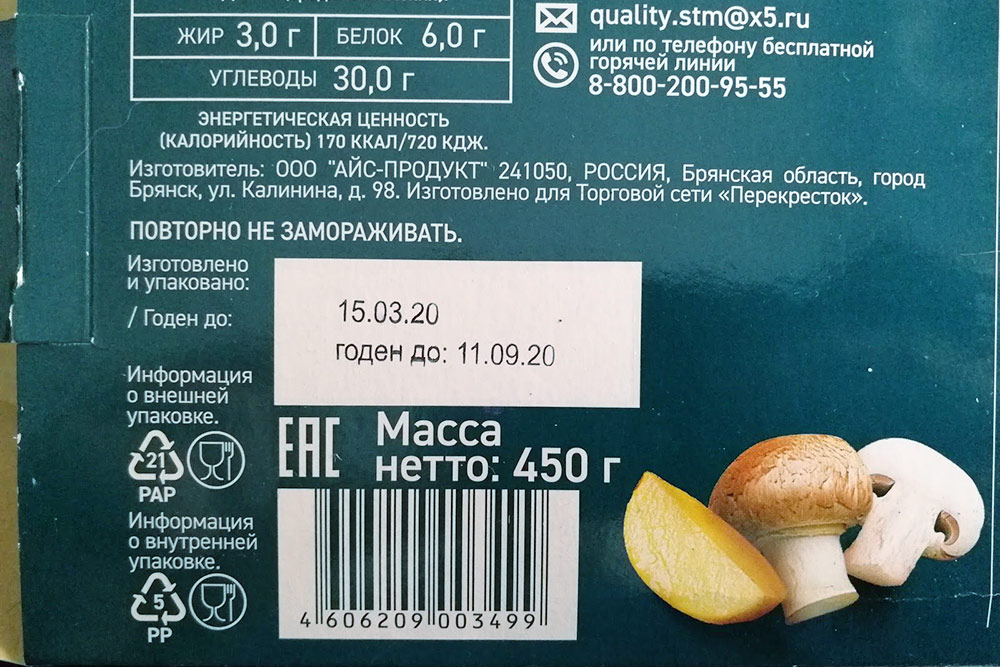 quality.stm@x5.ru
или по телефону бесплатной
горячей линии
8-800-200-95-55
ЖИР 3,0 г БЕЛОК 6,0 г
УГЛЕВОДЫ 30,0 г
ЭНЕРГЕТИЧЕСКАЯ ЦЕННОСТЬ
(КАЛОРИЙНОСТЬ) 170 ККАЛ/720 КДЖ.
Изготовитель: ООО "АЙС-ПРОДУКТ" 241050, РОССИЯ, Брянская область, город
Брянск, ул. Калинина, д. 98. Изготовлено для Торговой сети «Перекресток».
ПОВТОРНО НЕ ЗАМОРАЖИВАТЬ.
Изготовлено
и упаковано:
/ Годен до:
15.03.20
годен до: 11.09.20
Информация
о внешней
упаковке.
21
PAP
EAC
Масса
нетто: 450 г
Информация
о внутренней
упаковке.
5
PP
4 606209 003499